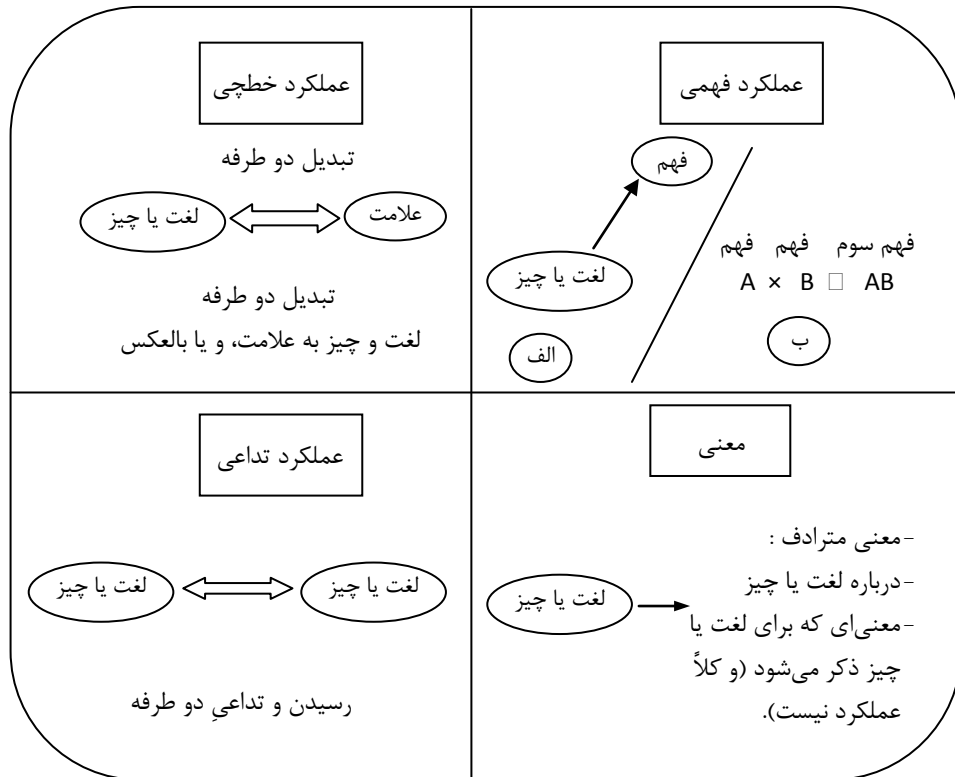 عملکرد فهمی
فهم
لغت یا چیز
الف
فهم سوم فهم فهم
A × B □ AB
ب
عملکرد خطچی
تبدیل دو طرفه
علامت
لغت یا چیز
تبدیل دو طرفه
لغت و چیز به علامت، و یا بالعکس
معنی
-معنی مترادف :
-درباره لغت یا چیز
-معنی‌ای که برای لغت یا
چیز ذکر می‌شود (و کلاً
عملکرد نیست).
لغت یا چیز
عملکرد تداعی
لغت یا چیز
لغت یا چیز
رسیدن و تداعیِ دو طرفه